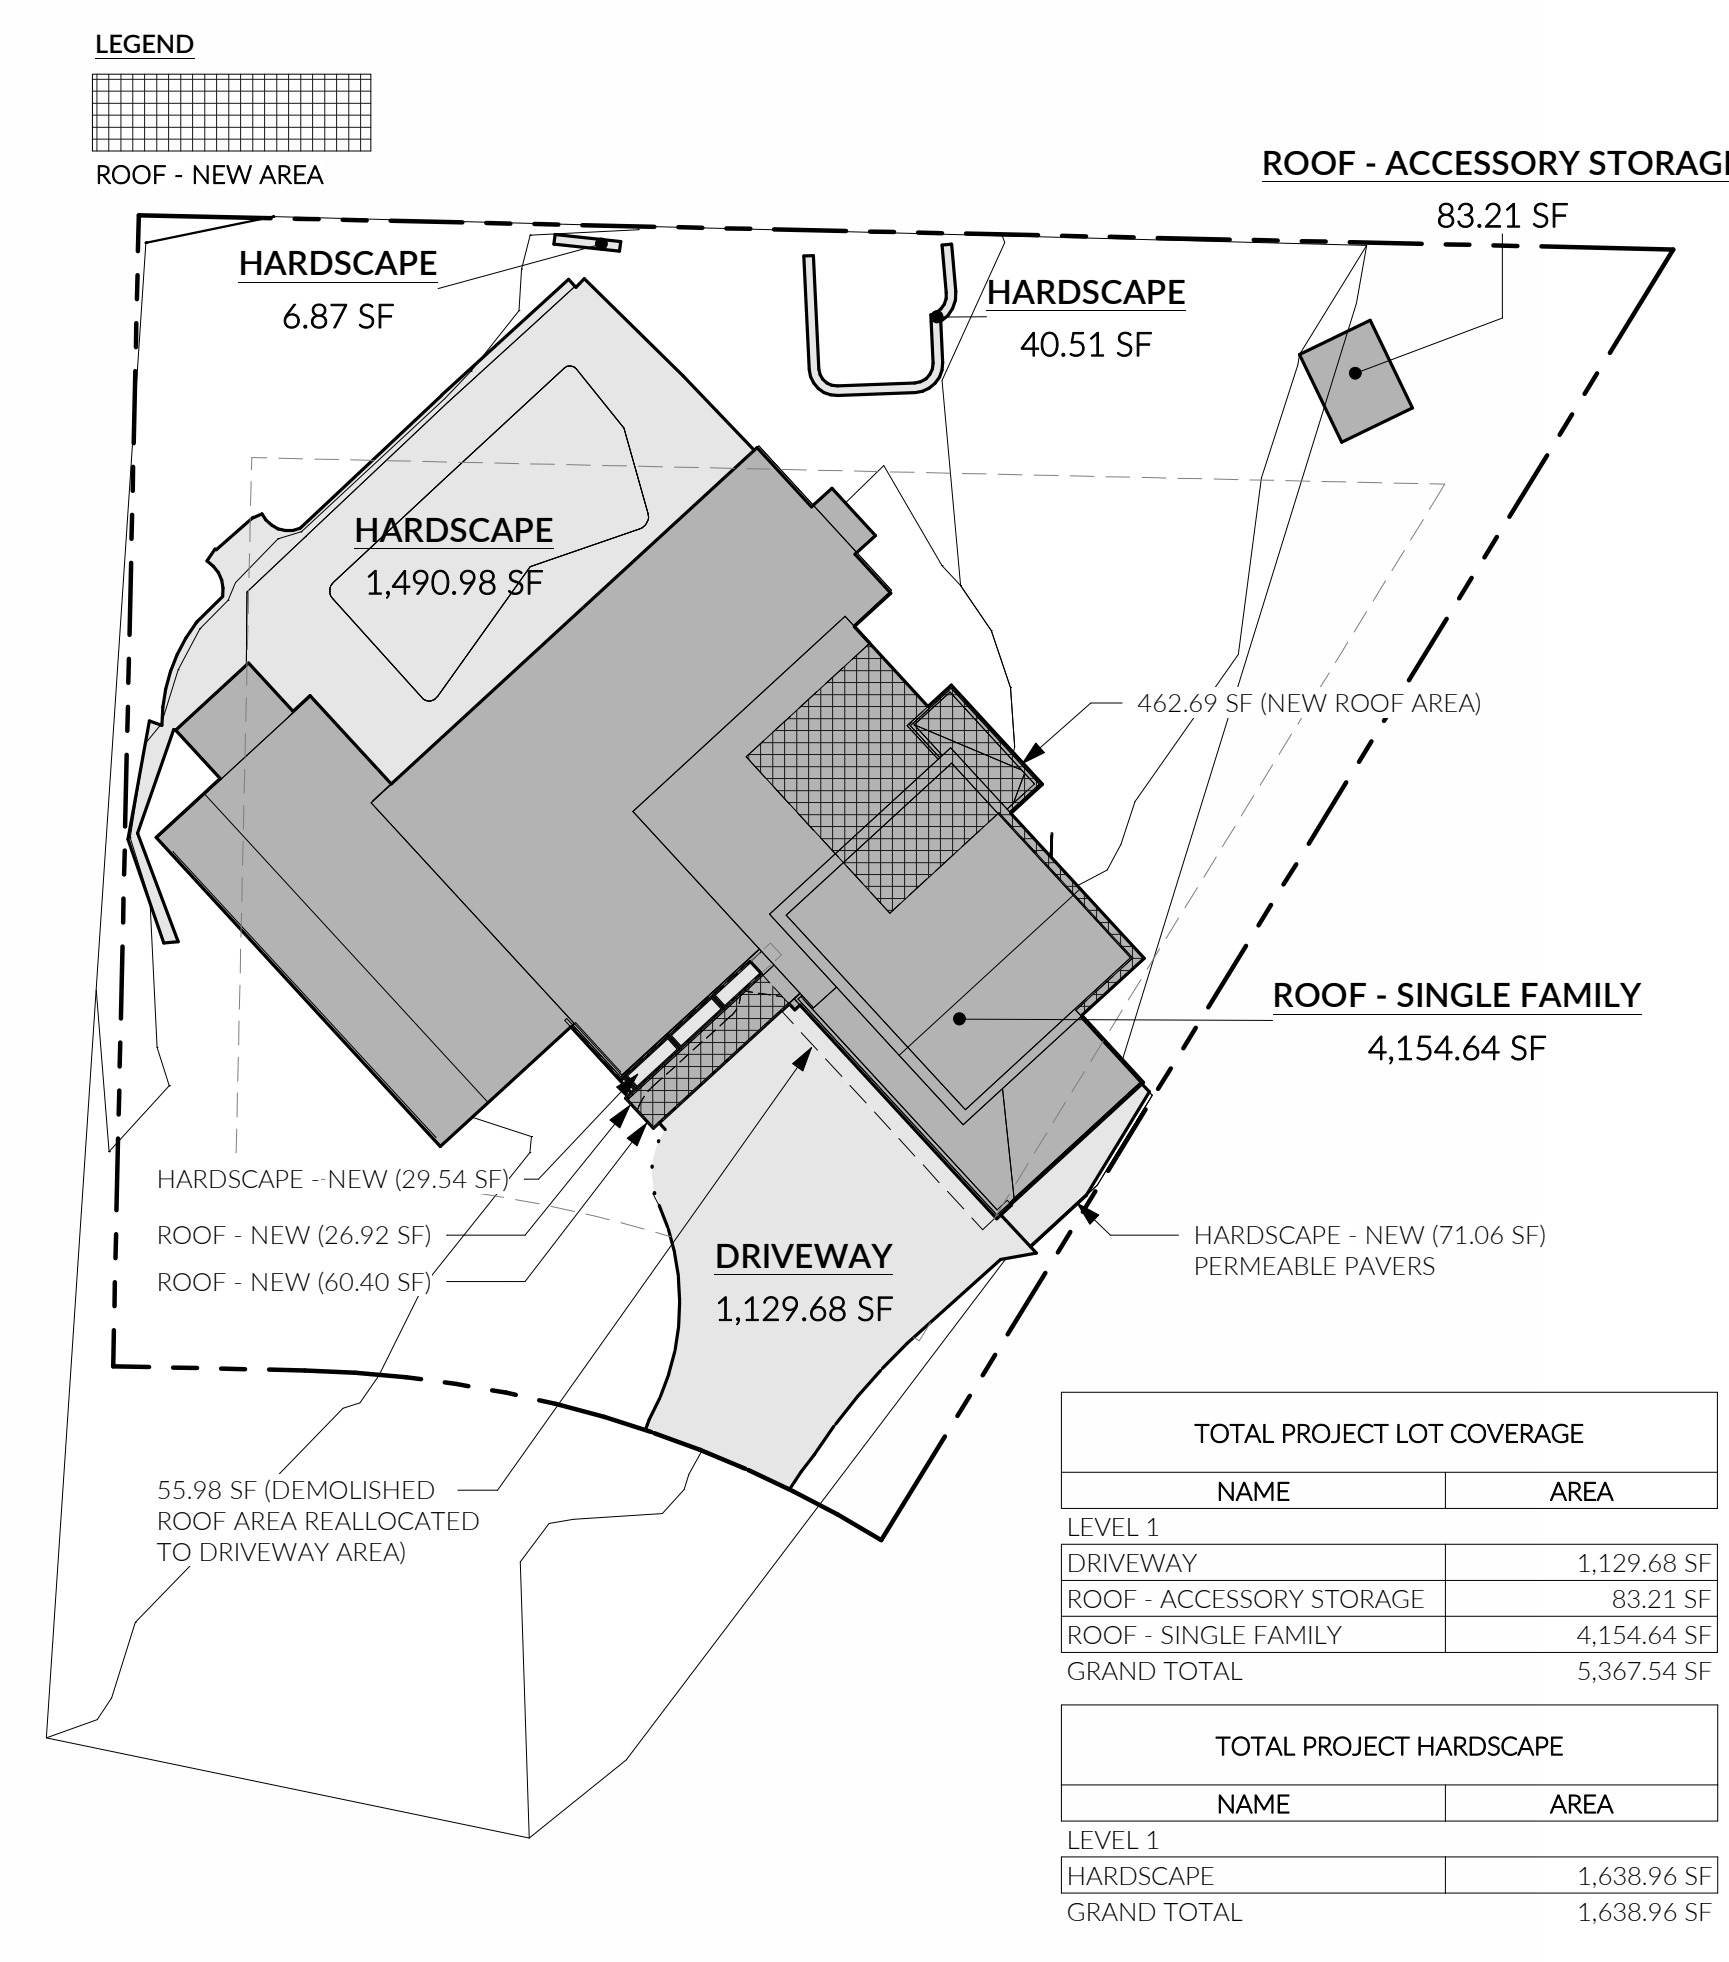 LEGEND
ROOF - NEW AREA
ROOF - ACCESSORY STORAGE
83.21 SF
HARDSCAPE
6.87 SF
HARDSCAPE
40.51 SF
HARDSCAPE
1,490.98 SF
462.69 SF (NEW ROOF AREA)
ROOF - SINGLE FAMILY
4,154.64 SF
HARDSCAPE - NEW (29.54 SF)
ROOF - NEW (26.92 SF)
ROOF - NEW (60.40 SF)
DRIVEWAY
1,129.68 SF
HARDSCAPE - NEW (71.06 SF)
PERMEABLE PAVERS
55.98 SF (DEMOLISHED
ROOF AREA REALLOCATED
TO DRIVEWAY AREA)
TOTAL PROJECT LOT COVERAGE
NAME AREA
LEVEL 1
DRIVEWAY 1,129.68 SF
ROOF - ACCESSORY STORAGE 83.21 SF
ROOF - SINGLE FAMILY 4,154.64 SF
GRAND TOTAL 5,367.54 SF
TOTAL PROJECT HARDSCAPE
NAME AREA
LEVEL 1
HARDSCAPE 1,638.96 SF
GRAND TOTAL 1,638.96 SF